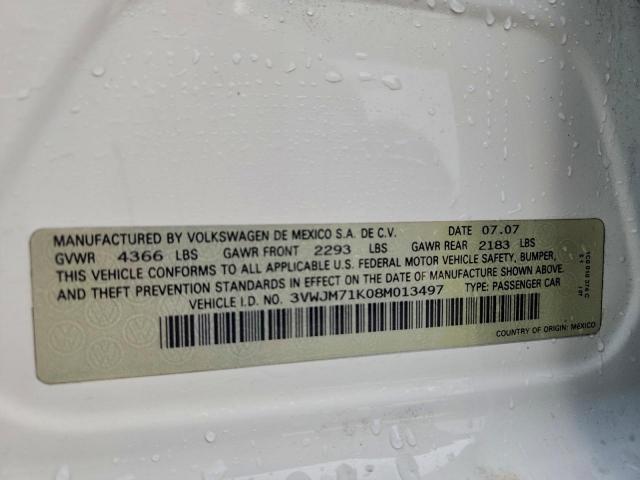 MANUFACTURED BY VOLKSWAGEN DE MEXICO S.A. DE C.V. DATE 07.07
GVWR 4366 LBS GAWR FRONT 2293 LBS GAWR REAR 2183 LBS
THIS VEHICLE CONFORMS TO ALL APPLICABLE U.S. FEDERAL MOTOR VEHICLE SAFETY, BUMPER,
AND THEFT PREVENTION STANDARDS IN EFFECT ON THE DATE OF MANUFACTURE SHOWN ABOVE.
VEHICLE I.D. NO. 3VWJM71K08M013497 TYPE: PASSENGER CAR
COUNTRY OF ORIGIN: MEXICO